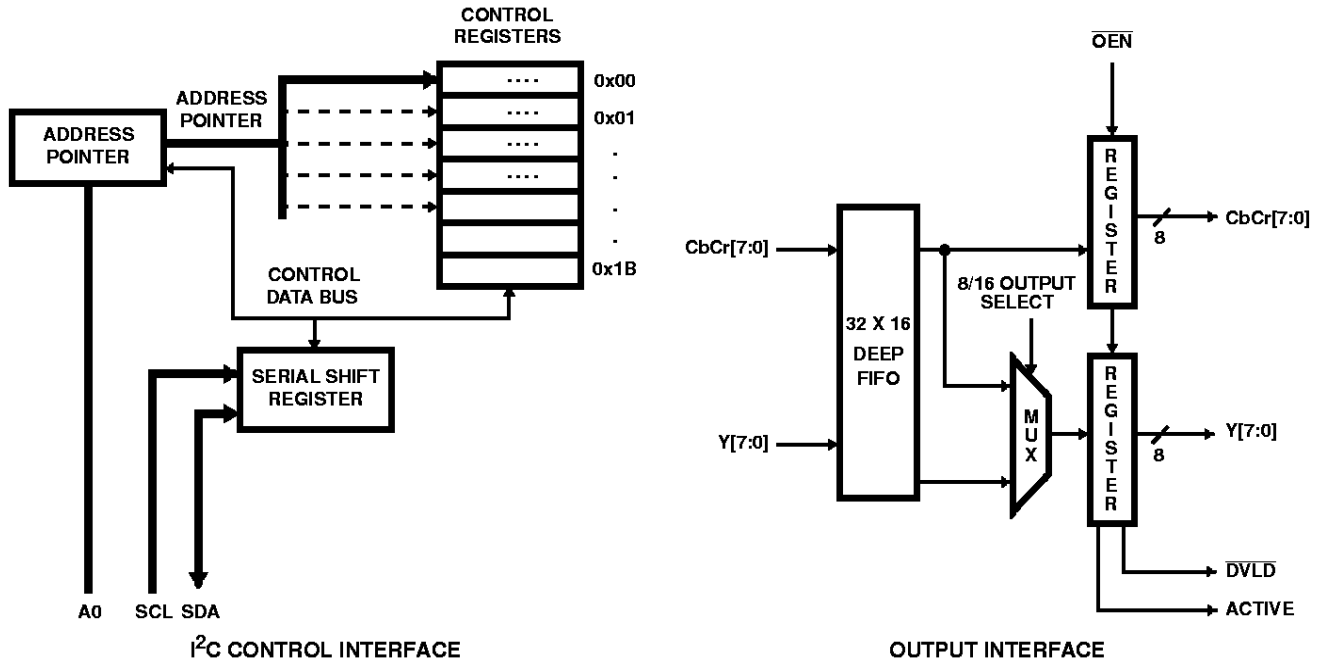 CONTROL
REGISTERS
....
0x00
....
0x01
....
.
....
.
.
.
0x1B
ADDRESS
POINTER
ADDRESS
POINTER
CONTROL
DATA BUS
SERIAL SHIFT
REGISTER
A0
SCL
SDA
I²C CONTROL INTERFACE
OEN
REGISTER
CbCr[7:0]
8
CbCr[7:0]
8/16 OUTPUT
SELECT
32 X 16
DEEP
FIFO
MUX
REGISTER
Y[7:0]
8
Y[7:0]
DVLD
ACTIVE
OUTPUT INTERFACE